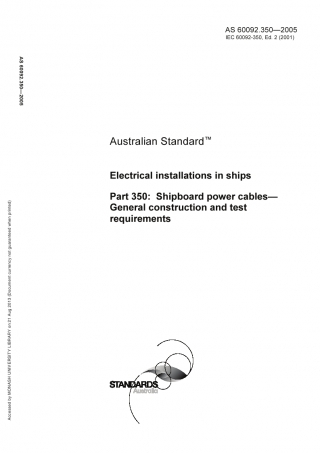 AS 60092.350—2005
IEC 60092-350, Ed. 2 (2001)
AS 60092.350—2005
Australian Standard™
Electrical installations in ships
Part 350: Shipboard power cables—
General construction and test
requirements
Accessed by MONASH UNIVERSITY LIBRARY on 21 Aug 2010 (Document currency not guaranteed when printed)
STANDARDS
Australia